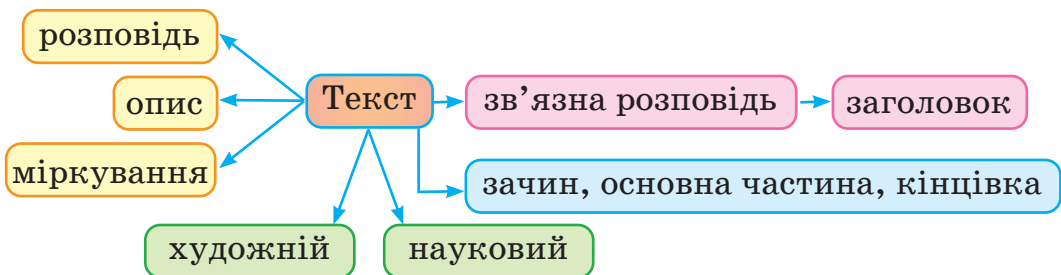 розповідь
опис
міркування
Текст
зв’язна розповідь
заголовок
зачин, основна частина, кінцівка
художній
науковий